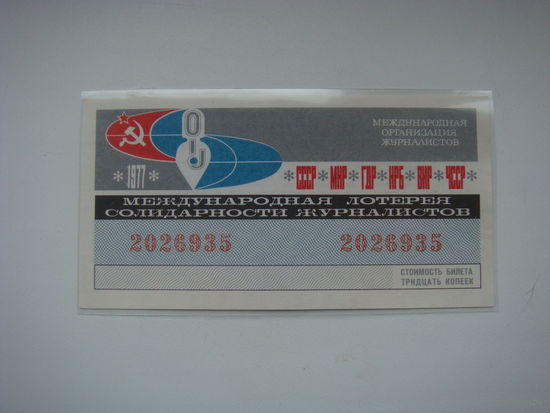 МЕЖДУНАРОДНАЯ
ОРГАНИЗАЦИЯ
ЖУРНАЛИСТОВ
*1977* СССР*МНР*ГДР*НРБ*ВНР*ЧССР*
МЕЖДУНАРОДНАЯ ЛОТЕРЕЯ
СОЛИДАРНОСТИ ЖУРНАЛИСТОВ
2026935 2026935
СТОИМОСТЬ БИЛЕТА
ТРИДЦАТЬ КОПЕЕК